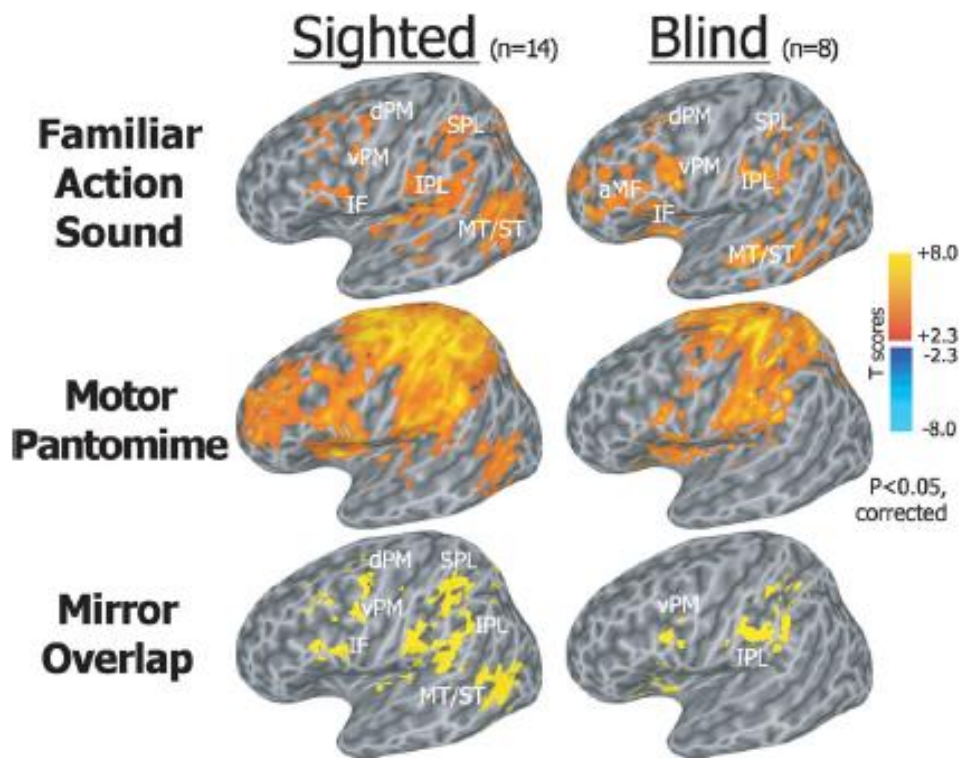 Sighted (n=14)
Blind (n=8)
Familiar
Action
Sound
dPM
SPL
vPM
IPL
IF
MT/ST
dPM
SPL
vPM
IPL
aMF
IF
MT/ST
+8.0
+2.3
T scores
-2.3
-8.0
Motor
Pantomime
P<0.05,
corrected
Mirror
Overlap
dPM
SPL
vPM
IPL
IF
MT/ST
vPM
IPL